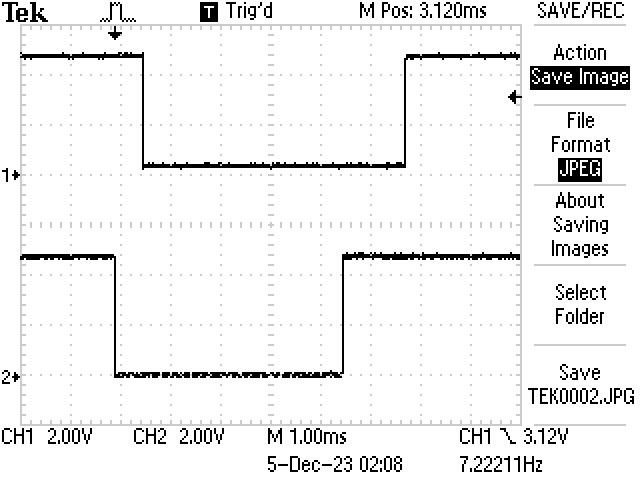 Tek T Trig'd M Pos: 3.120ms SAVE/REC
Action
Save Image
File
Format
JPEG
1
About
Saving
Images
Select
Folder
2
Save
TEK0002.JPG
CH1 2.00V CH2 2.00V M 1.00ms CH1 \ 3.12V
5-Dec-23 02:08 7.22211Hz